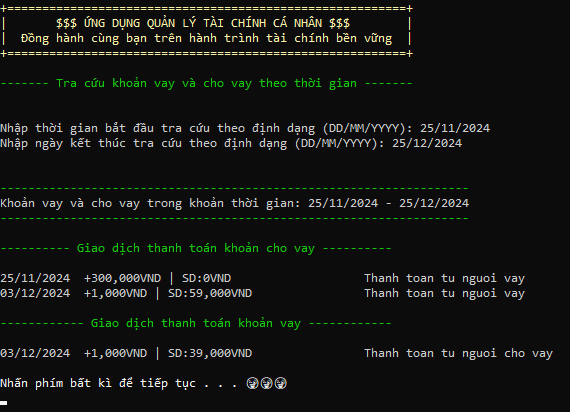 +==========================================================+
|       $$$ ỨNG DỤNG QUẢN LÝ TÀI CHÍNH CÁ NHÂN $$$        |
|  Đồng hành cùng bạn trên hành trình tài chính bền vững  |
+==========================================================+
------- Tra cứu khoản vay và cho vay theo thời gian -------
Nhập thời gian bắt đầu tra cứu theo định dạng (DD/MM/YYYY): 25/11/2024
Nhập ngày kết thúc tra cứu theo định dạng (DD/MM/YYYY): 25/12/2024
-------------------------------------------------------------------
Khoản vay và cho vay trong khoản thời gian: 25/11/2024 - 25/12/2024
-------------------------------------------------------------------
---------- Giao dịch thanh toán khoản cho vay ----------
25/11/2024  +300,000VND | SD:0VND                   Thanh toan tu nguoi vay
03/12/2024  +1,000VND | SD:59,000VND                Thanh toan tu nguoi vay
------------ Giao dịch thanh toán khoản vay ------------
03/12/2024  +1,000VND | SD:39,000VND                Thanh toan tu nguoi cho vay
Nhấn phím bất kì để tiếp tục . . . 😭😭😭